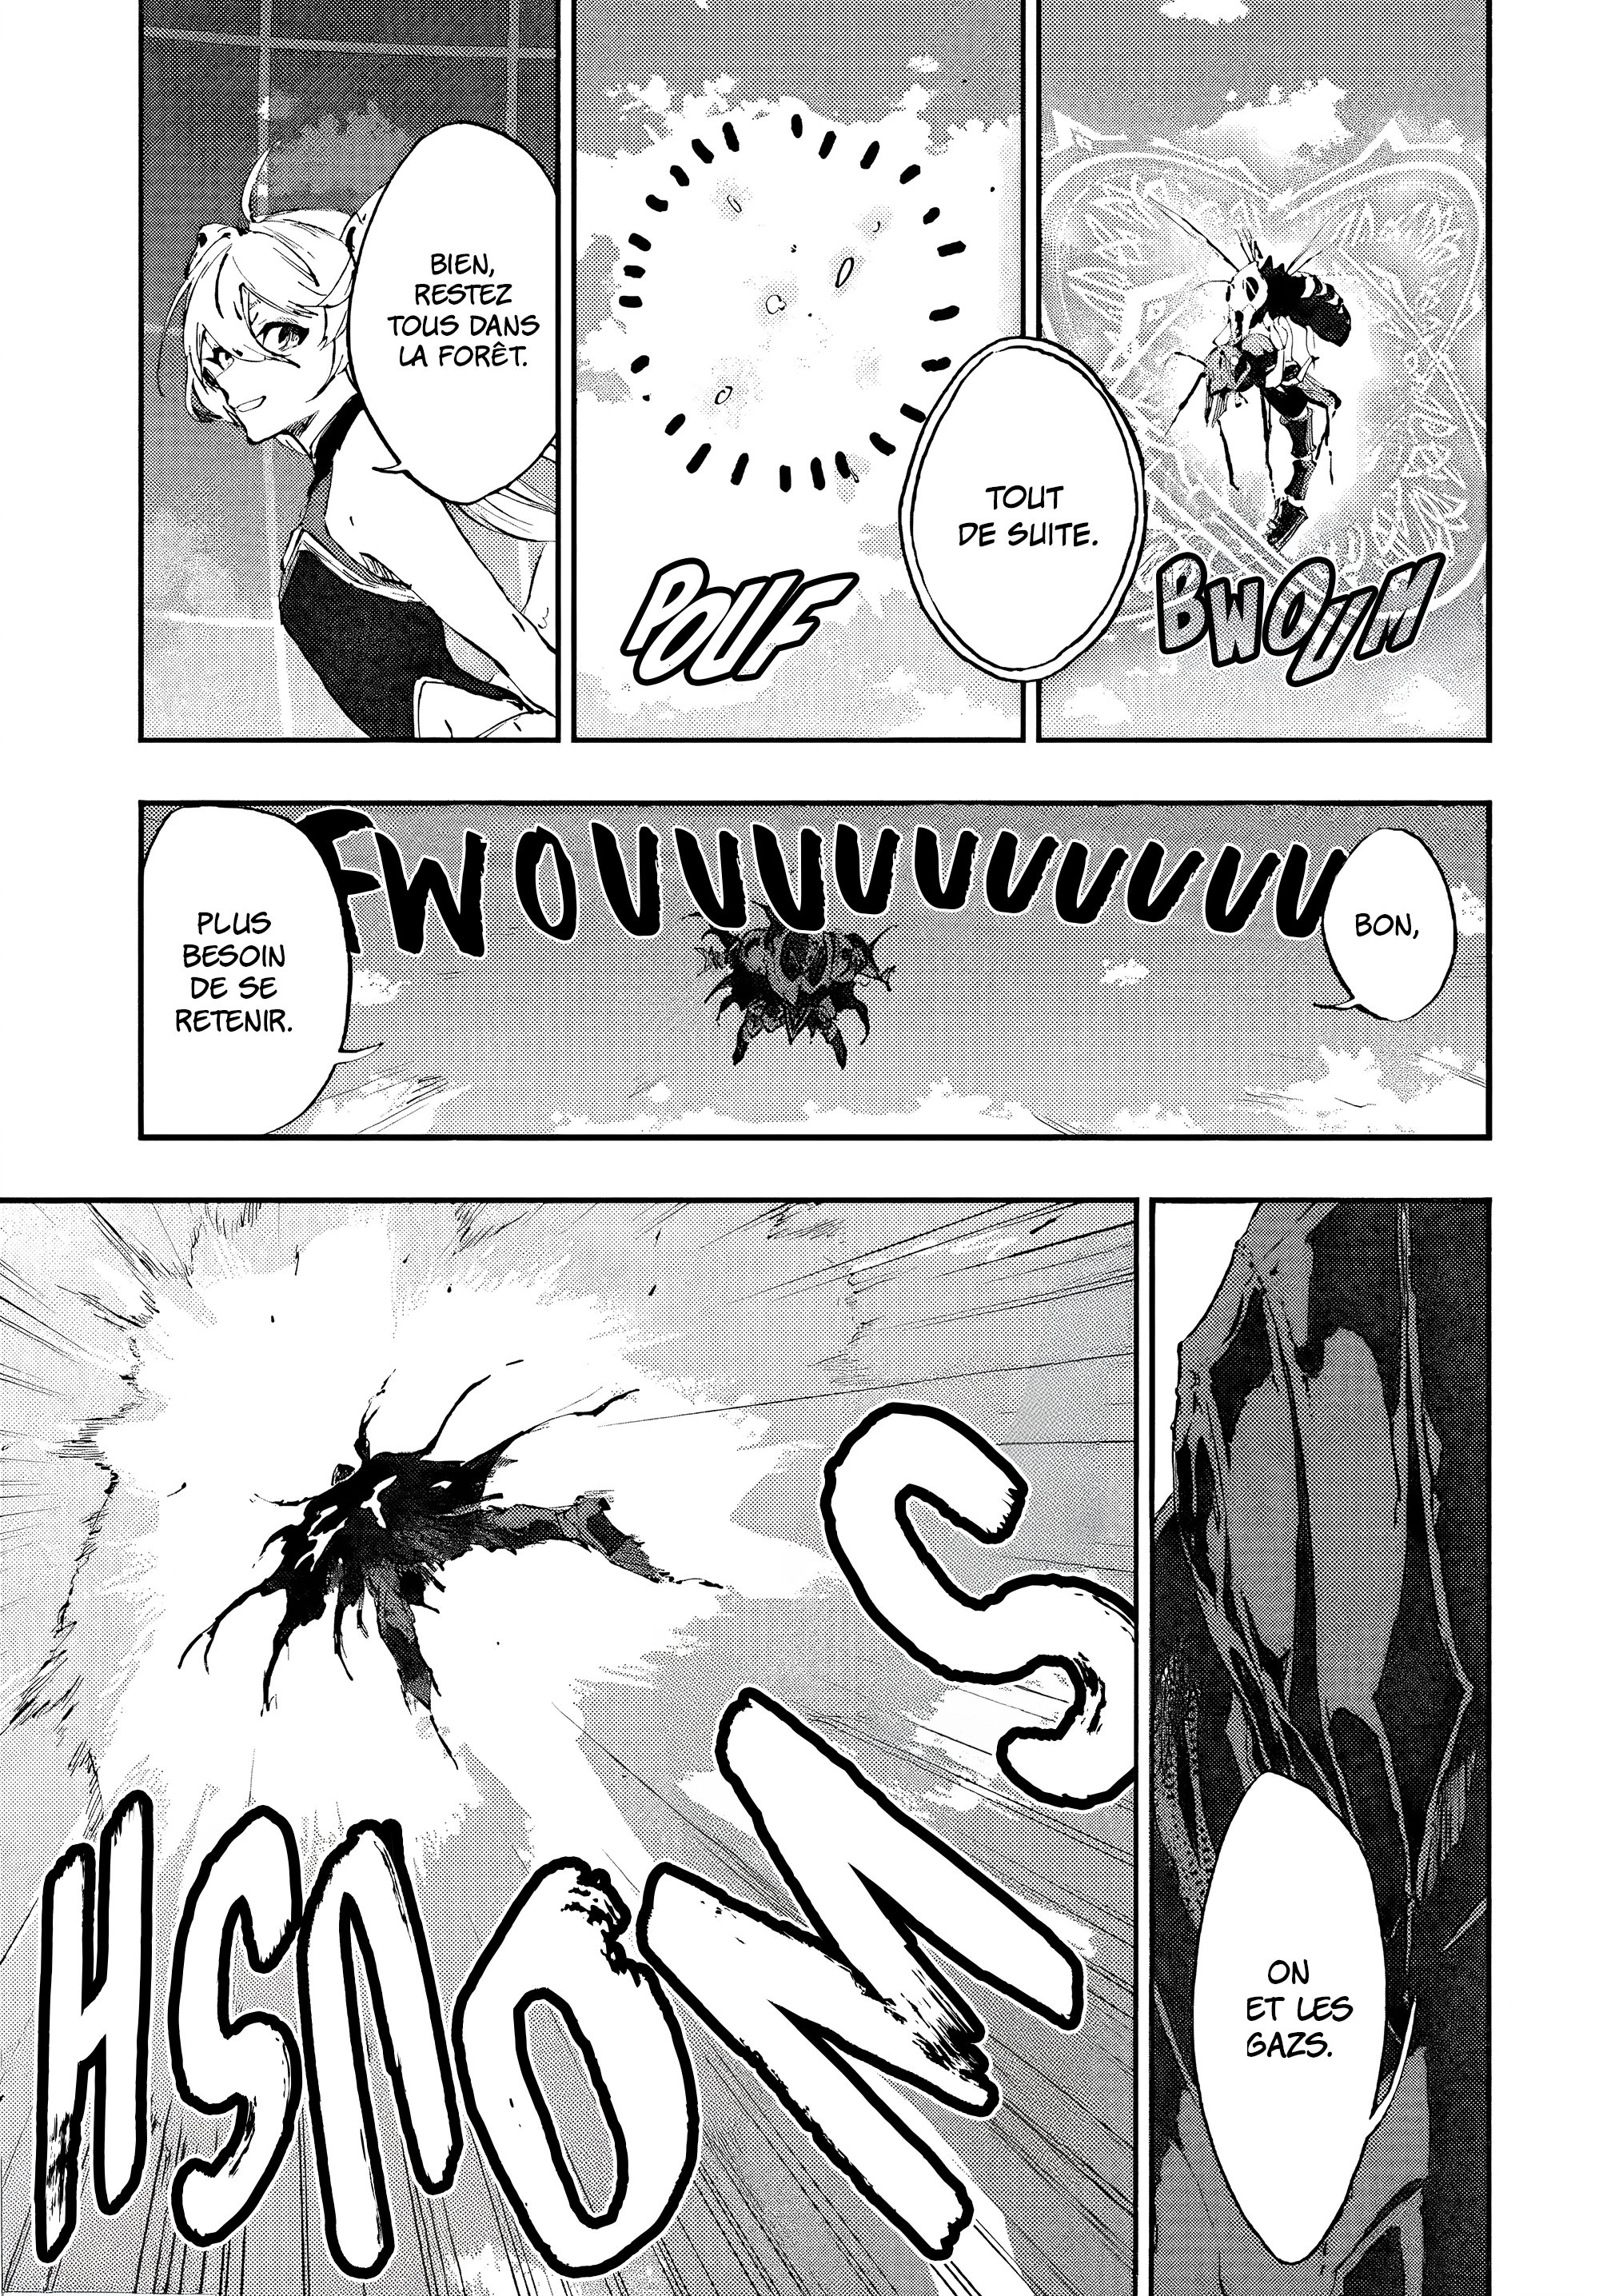 BWOUM
TOUT
DE SUITE.
POUF
BIEN,
RESTEZ
TOUS DANS
LA FORÊT.
BON,
FWOUUUUUUUUUU
PLUS
BESOIN
DE SE
RETENIR.
ON
ET LES
GAZS.
SWOUSH